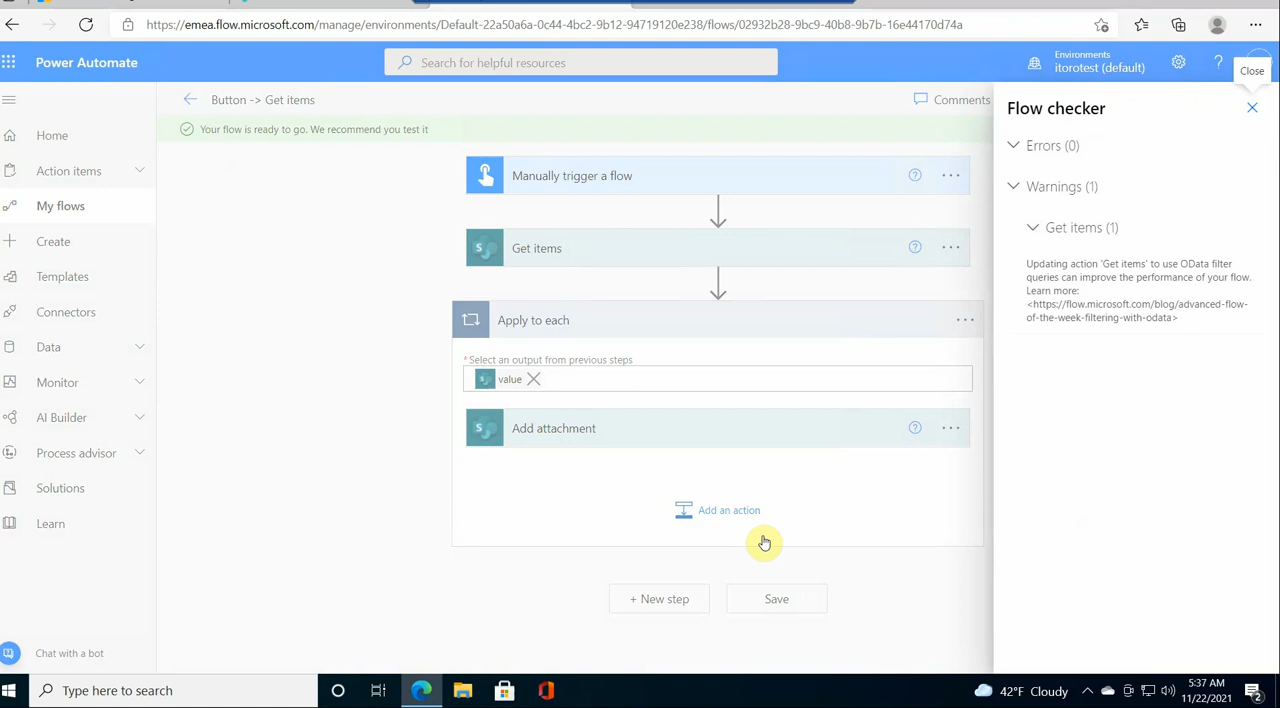 https://emea.flow.microsoft.com/manage/environments/Default-22a50a6a-0c44-4bc2-9b12-94719120e238/flows/02932b28-9bc9-40b8-9b7b-16e44170d74a
Power Automate
Search for helpful resources
Environments
itorotest (default)
?
Close
Button -> Get items
Comments
Your flow is ready to go. We recommend you test it
Home
Action items
My flows
Create
Templates
Connectors
Data
Monitor
AI Builder
Process advisor
Solutions
Learn
Chat with a bot
Manually trigger a flow
Get items
Apply to each
* Select an output from previous steps
value
Add attachment
Add an action
+ New step
Save
Flow checker
Errors (0)
Warnings (1)
Get items (1)
Updating action 'Get items' to use OData filter
queries can improve the performance of your flow.
Learn more:
<https://flow.microsoft.com/blog/advanced-flow-
of-the-week-filtering-with-odata>
Type here to search
42°F Cloudy
5:37 AM
11/22/2021
2